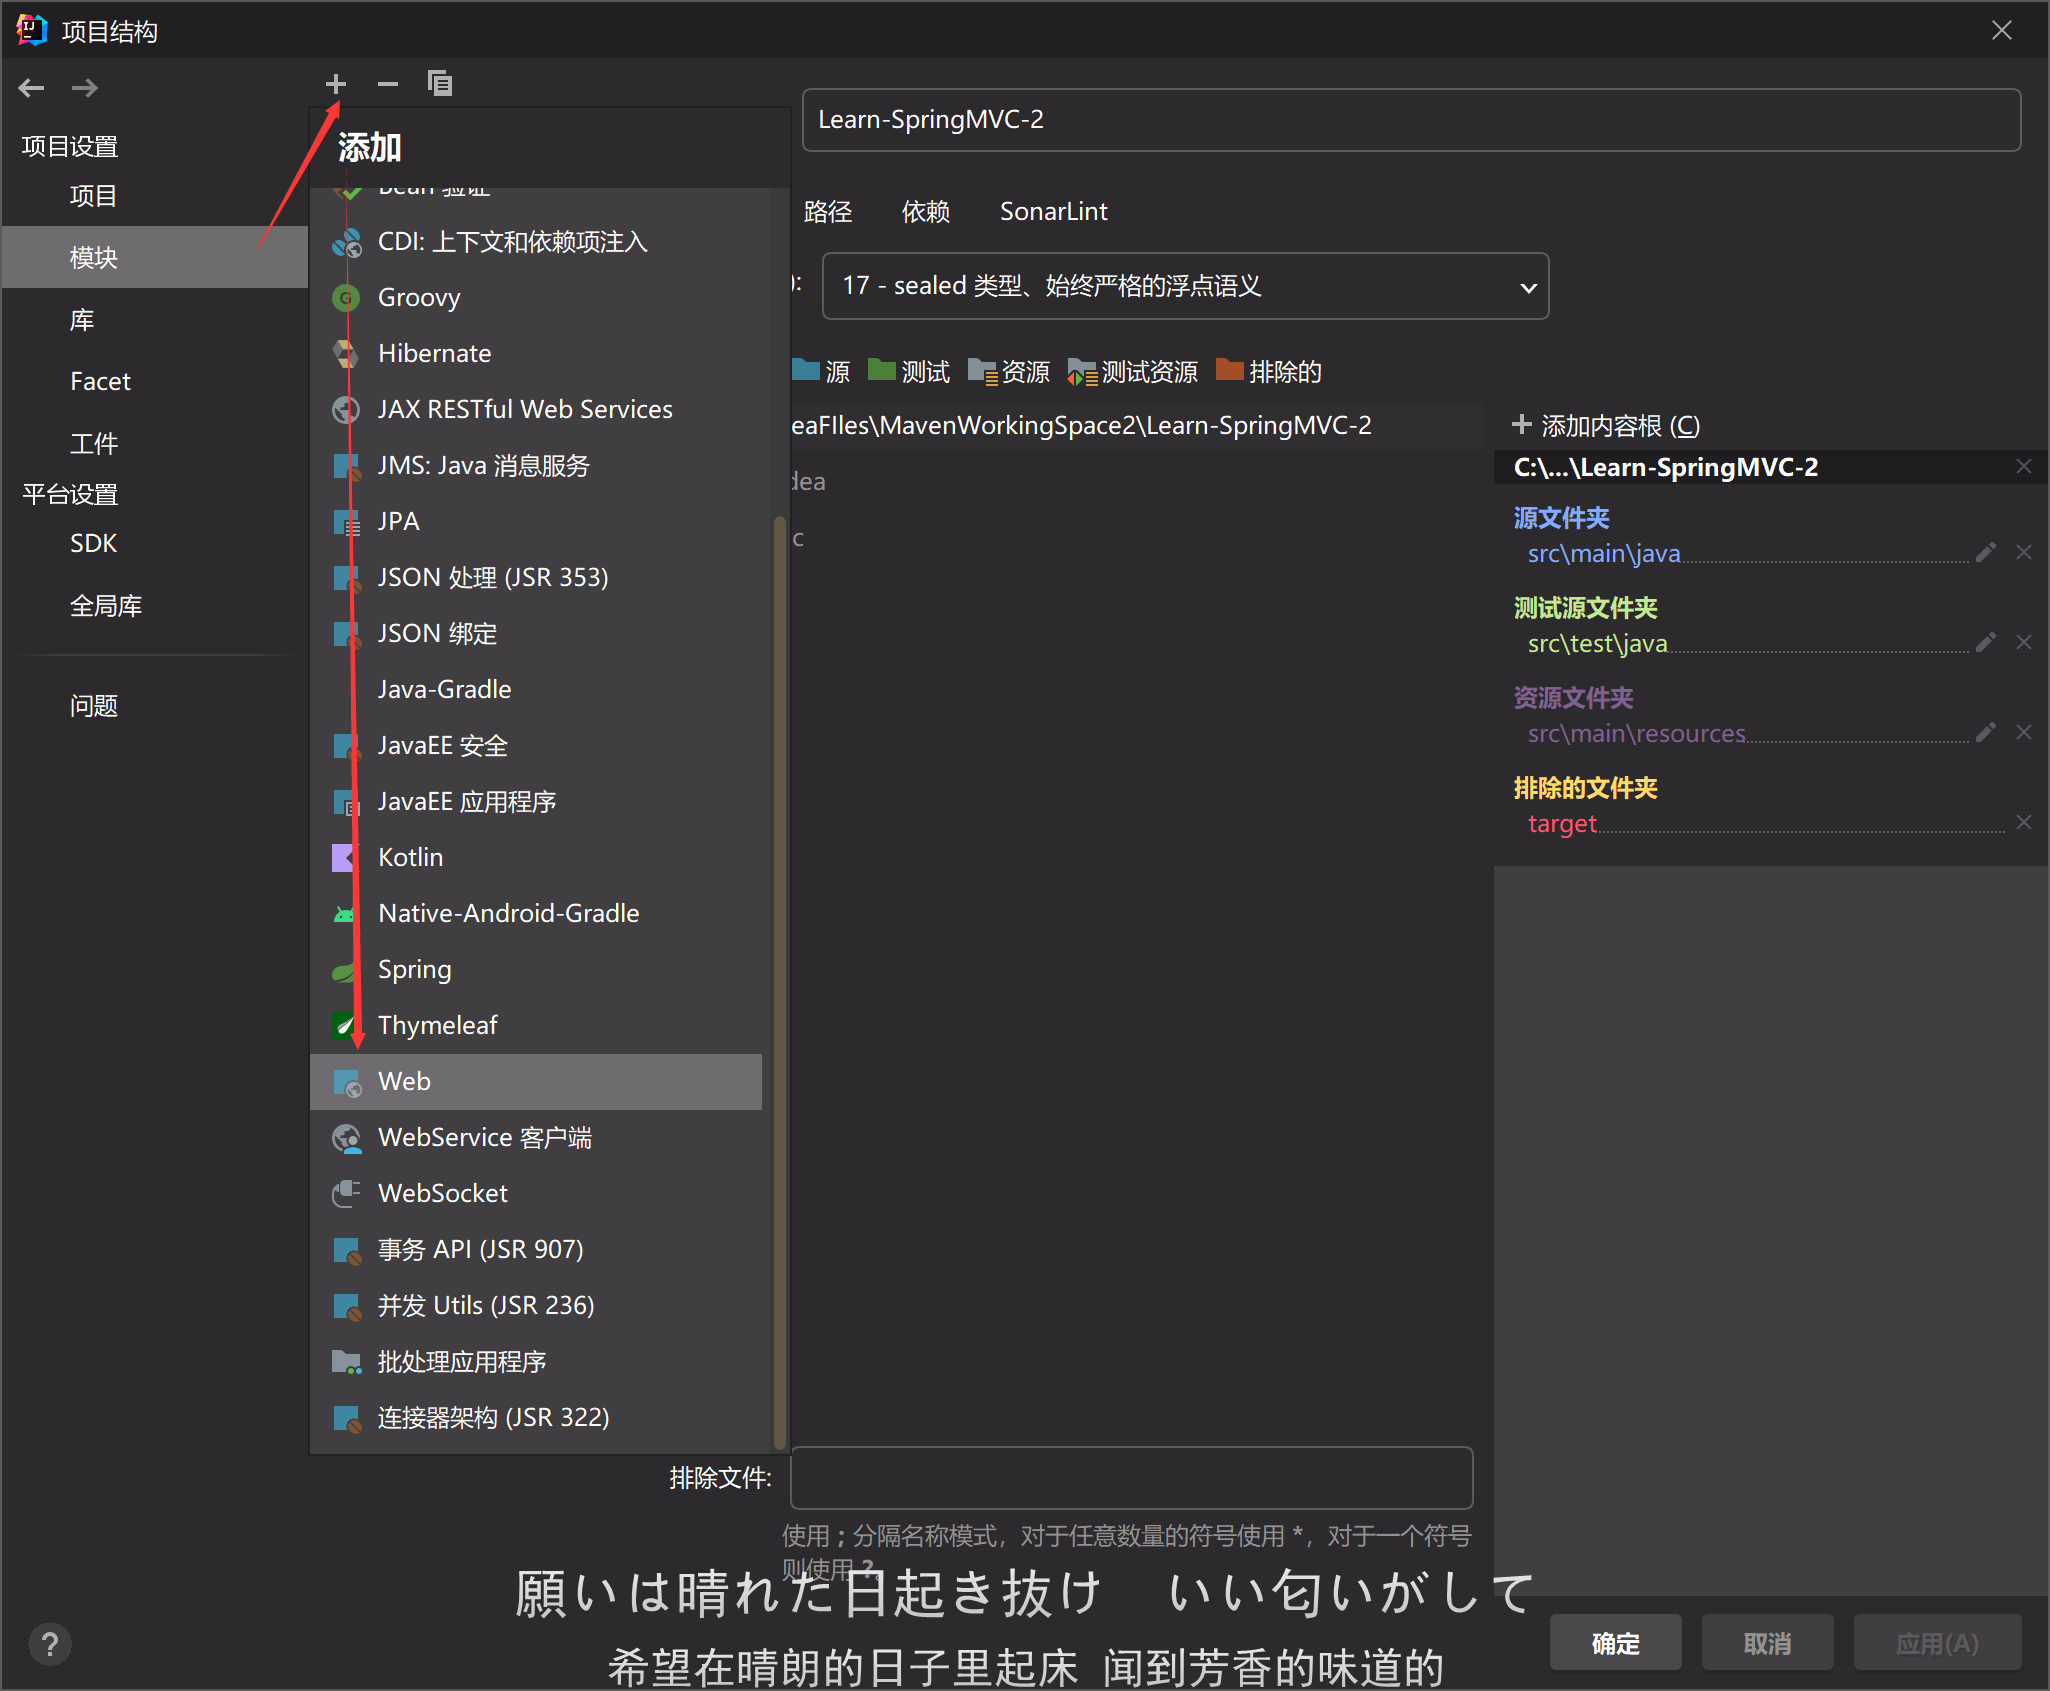 项目结构
项目设置
项目
模块
库
Facet
工件
平台设置
SDK
全局库
问题
添加
Bean 验证
CDI: 上下文和依赖项注入
Groovy
Hibernate
JAX RESTful Web Services
JMS: Java 消息服务
JPA
JSON 处理 (JSR 353)
JSON 绑定
Java-Gradle
JavaEE 安全
JavaEE 应用程序
Kotlin
Native-Android-Gradle
Spring
Thymeleaf
Web
WebService 客户端
WebSocket
事务 API (JSR 907)
并发 Utils (JSR 236)
批处理应用程序
连接器架构 (JSR 322)
Learn-SpringMVC-2
路径 依赖 SonarLint
): 17 - sealed 类型、始终严格的浮点语义
源 测试 资源 测试资源 排除的
eaFIles\MavenWorkingSpace2\Learn-SpringMVC-2
dea
c
添加内容根 (C)
C:\...\Learn-SpringMVC-2
源文件夹
src\main\java
测试源文件夹
src\test\java
资源文件夹
src\main\resources
排除的文件夹
target
排除文件:
使用 ; 分隔名称模式，对于任意数量的符号使用 *，对于一个符号
则使用 ?。
願いは晴れた日起き抜け いい匂いがして
希望在晴朗的日子里起床 闻到芳香的味道的
?
确定 取消 应用(A)